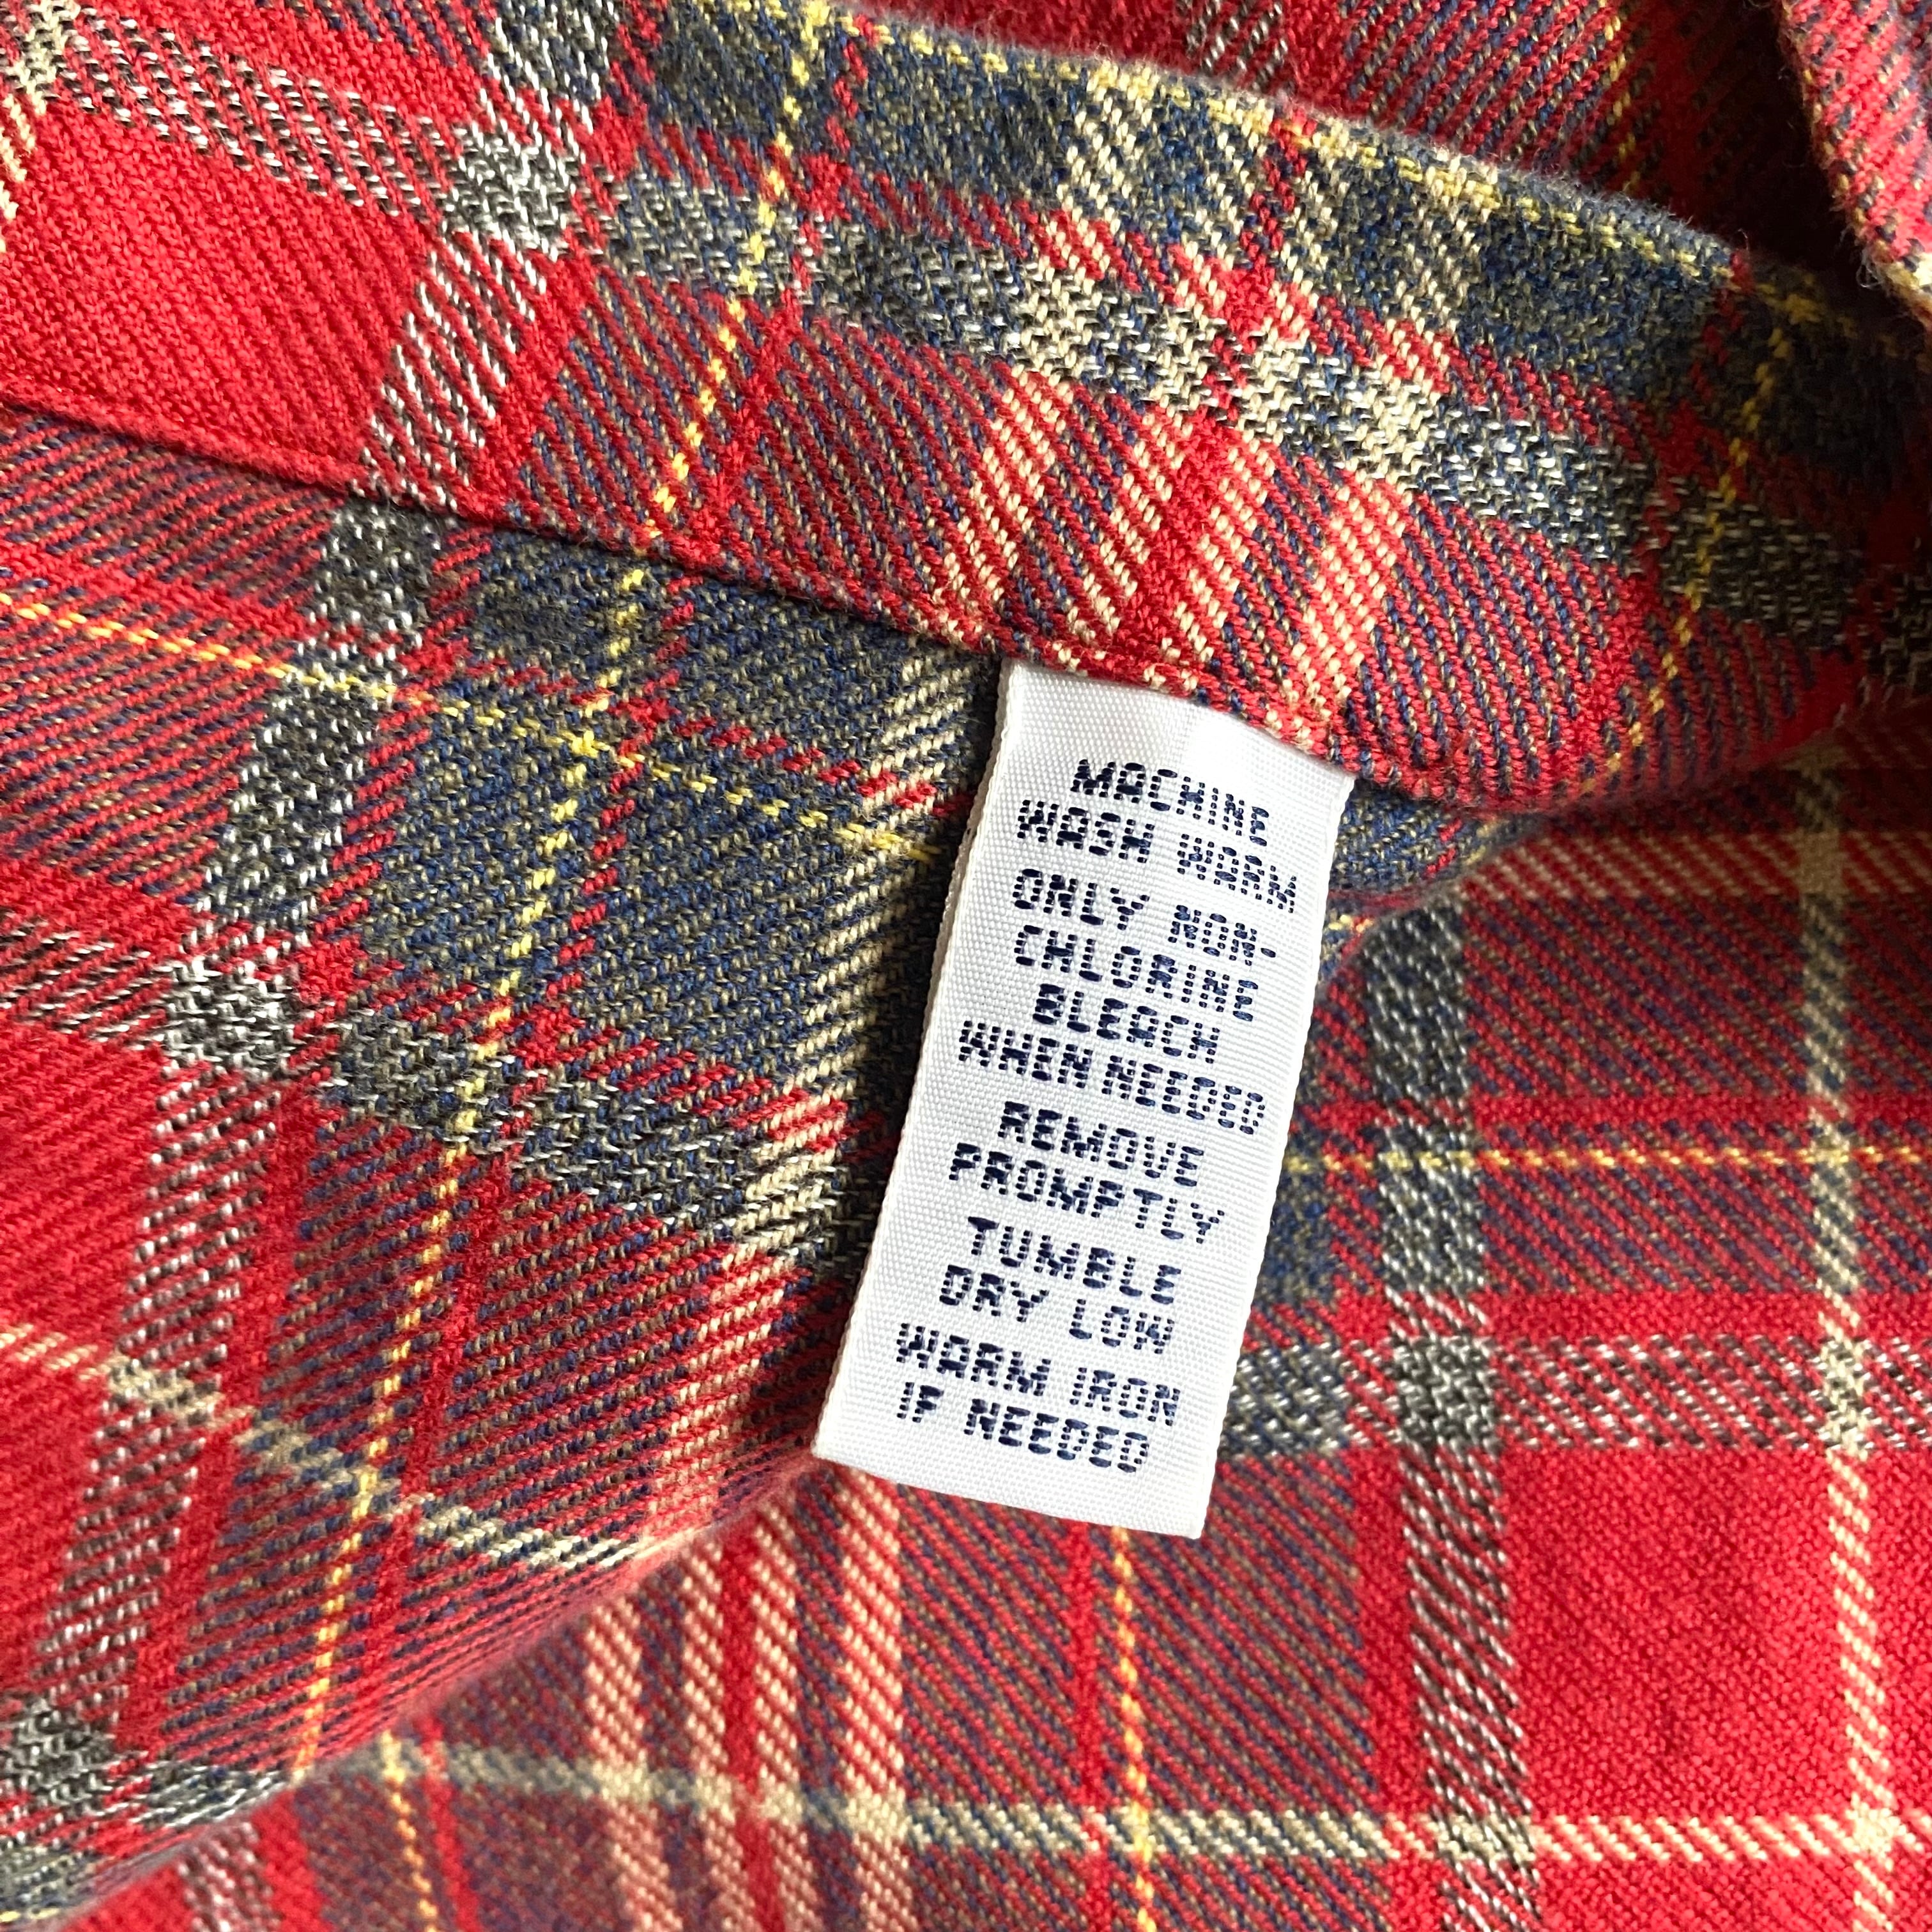 MACHINE
WASH WARM
ONLY NON-
CHLORINE
BLEACH
WHEN NEEDED
REMOVE
PROMPTLY
TUMBLE
DRY LOW
WARM IRON
IF NEEDED